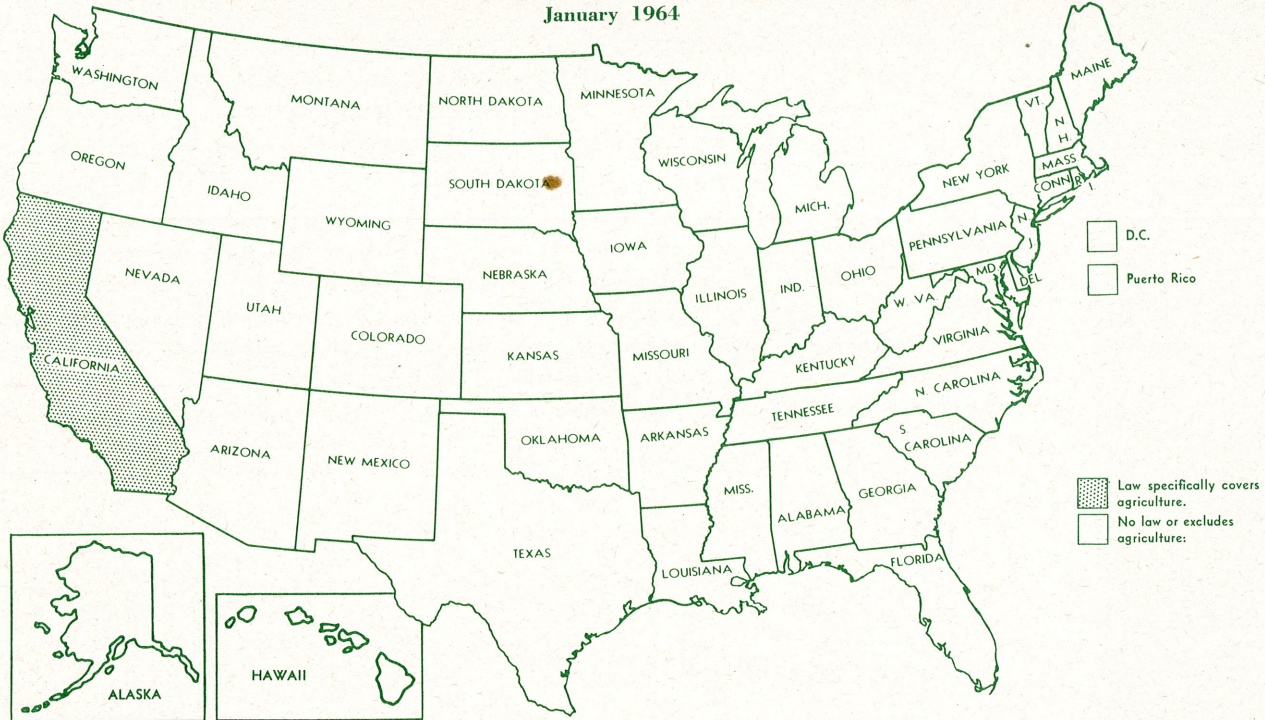 January 1964
WASHINGTON
MONTANA
NORTH DAKOTA
MINNESOTA
MAINE
VT.
N
H.
OREGON
IDAHO
SOUTH DAKOTA
WISCONSIN
MASS
NEW YORK
CONN
R
I
WYOMING
MICH.
N
J
PENNSYLVANIA
IOWA
NEVADA
NEBRASKA
OHIO
MD.
DEL
D.C.
Puerto Rico
UTAH
ILLINOIS
IND.
W. VA.
COLORADO
KANSAS
MISSOURI
KENTUCKY
VIRGINIA
CALIFORNIA
N. CAROLINA
TENNESSEE
ARIZONA
NEW MEXICO
OKLAHOMA
ARKANSAS
S.
CAROLINA
MISS.
ALABAMA
GEORGIA
Law specifically covers
agriculture.
No law or excludes
agriculture:
TEXAS
LOUISIANA
FLORIDA
ALASKA
HAWAII